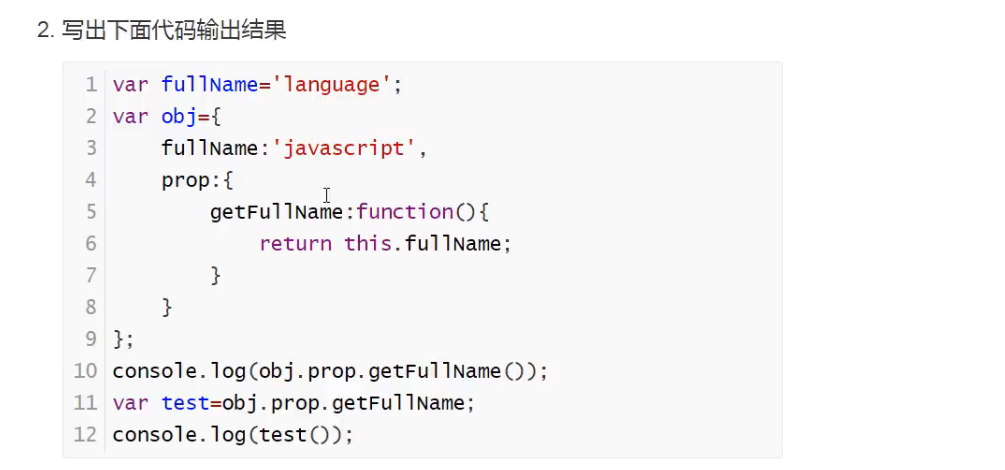 2. 写出下面代码输出结果
1 var fullName='language';
2 var obj={
3     fullName:'javascript',
4     prop:{
5         getFullName:function(){
6             return this.fullName;
7         }
8     }
9 };
10 console.log(obj.prop.getFullName());
11 var test=obj.prop.getFullName;
12 console.log(test());